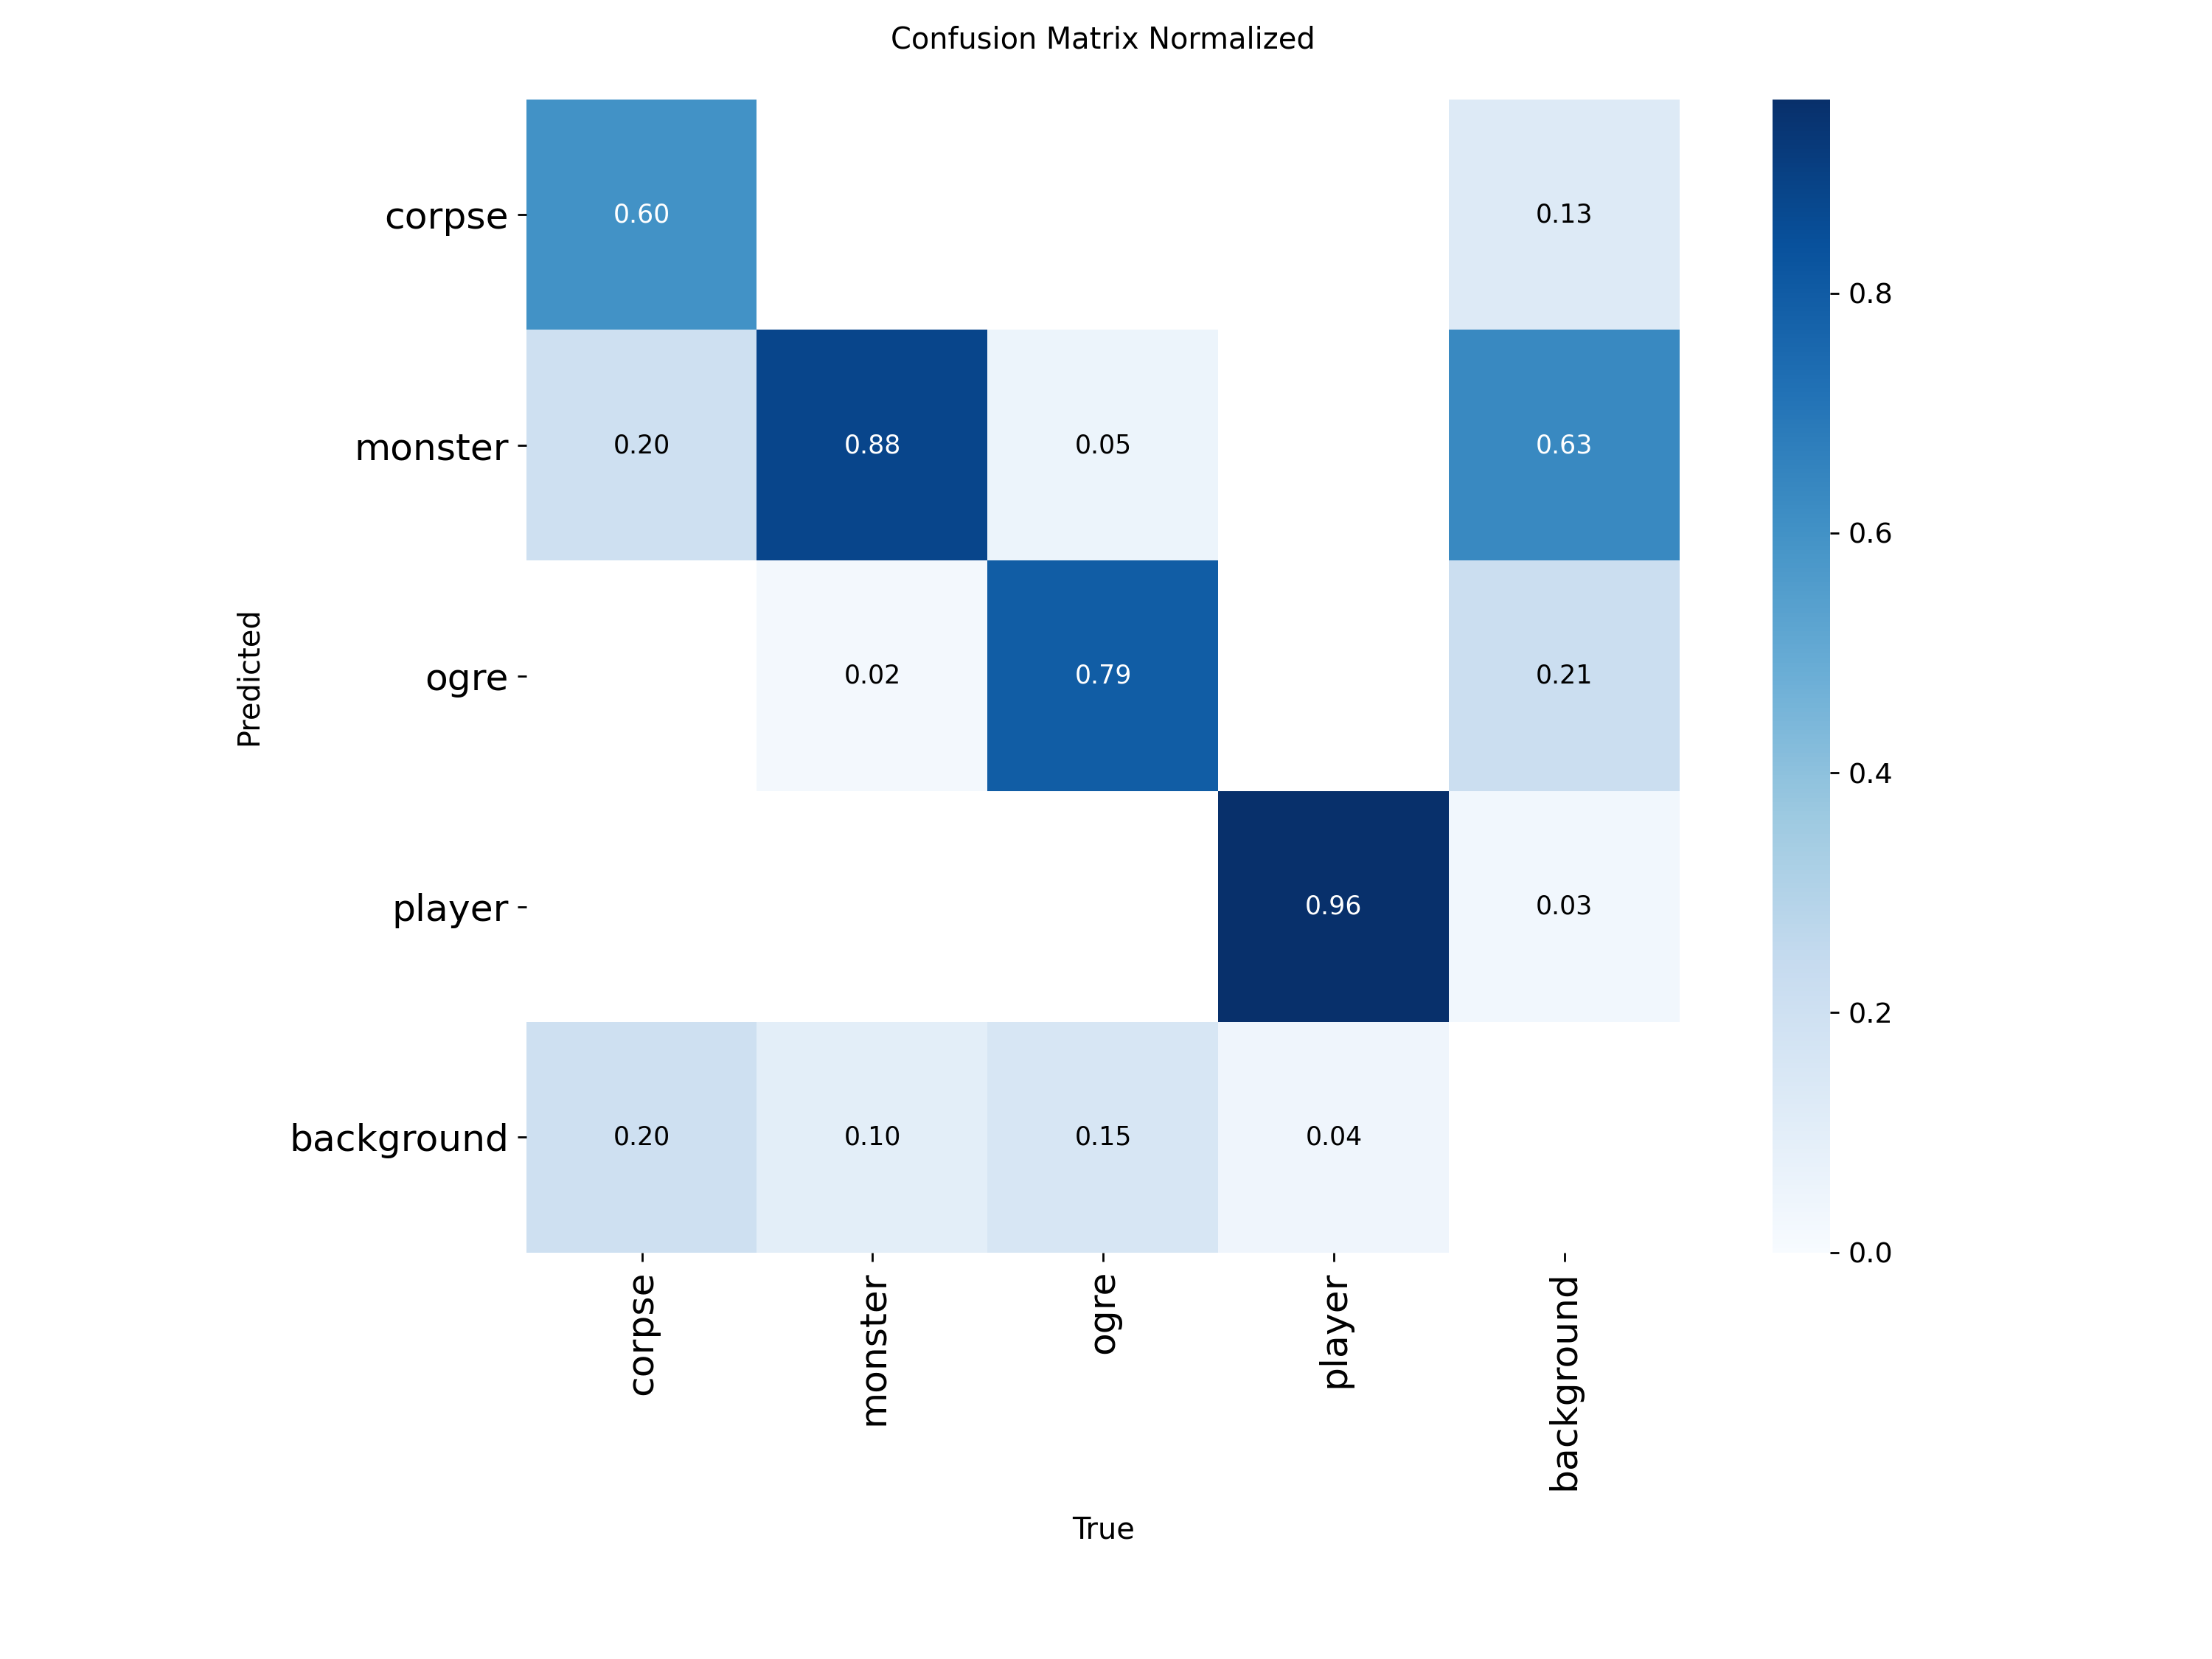 Confusion Matrix Normalized
corpse 0.60 0.13
monster 0.20 0.88 0.05 0.63
ogre 0.02 0.79 0.21
player 0.96 0.03
background 0.20 0.10 0.15 0.04
Predicted
corpse monster ogre player background
True
0.8
0.6
0.4
0.2
0.0